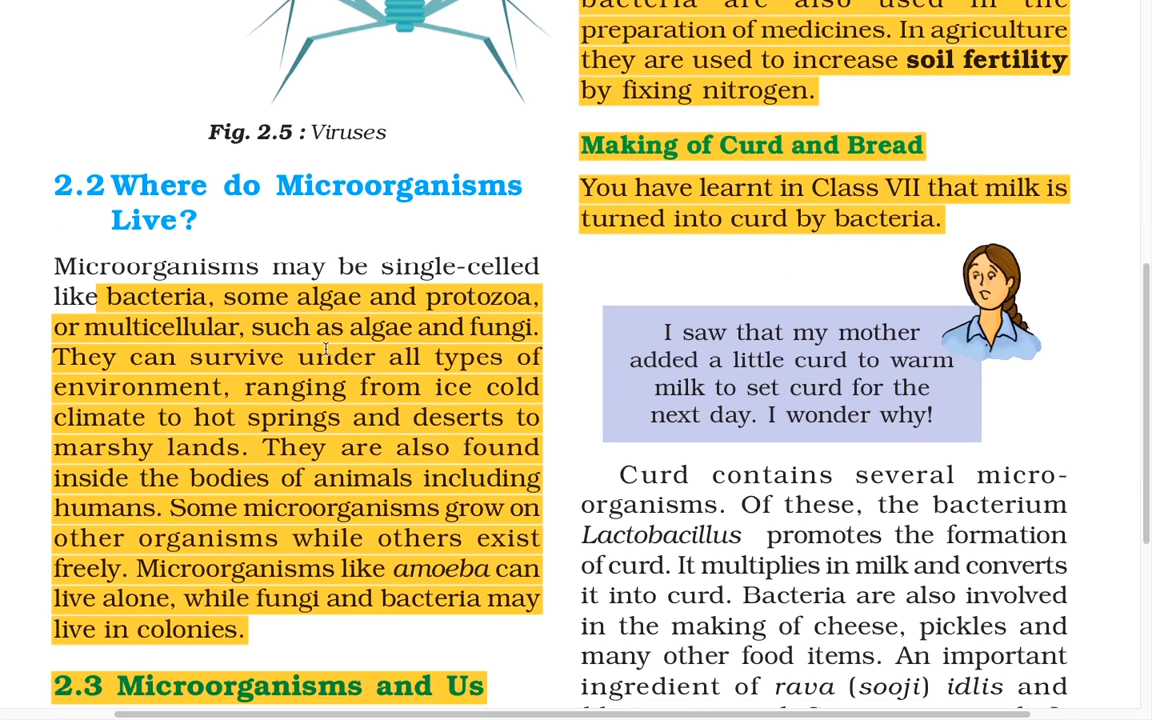 Fig. 2.5 : Viruses
2.2 Where do Microorganisms
Live?
Microorganisms may be single-celled
like bacteria, some algae and protozoa,
or multicellular, such as algae and fungi.
They can survive under all types of
environment, ranging from ice cold
climate to hot springs and deserts to
marshy lands. They are also found
inside the bodies of animals including
humans. Some microorganisms grow on
other organisms while others exist
freely. Microorganisms like amoeba can
live alone, while fungi and bacteria may
live in colonies.
2.3 Microorganisms and Us
bacteria are also used in the
preparation of medicines. In agriculture
they are used to increase soil fertility
by fixing nitrogen.
Making of Curd and Bread
You have learnt in Class VII that milk is
turned into curd by bacteria.
I saw that my mother
added a little curd to warm
milk to set curd for the
next day. I wonder why!
Curd contains several micro-
organisms. Of these, the bacterium
Lactobacillus promotes the formation
of curd. It multiplies in milk and converts
it into curd. Bacteria are also involved
in the making of cheese, pickles and
many other food items. An important
ingredient of rava (sooji) idlis and